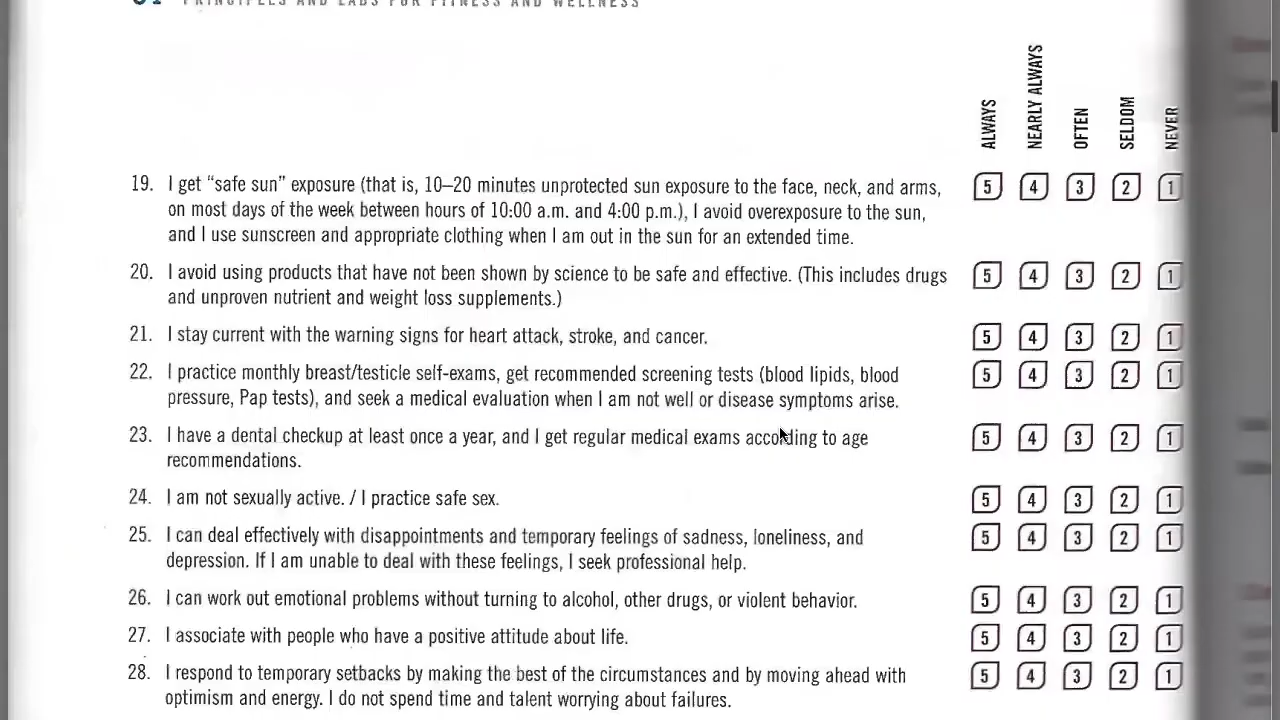 PRINCIPLES AND LABS FOR FITNESS AND WELLNESS
ALWAYS
NEARLY ALWAYS
OFTEN
SELDOM
NEVER
19. I get “safe sun” exposure (that is, 10–20 minutes unprotected sun exposure to the face, neck, and arms, 5 4 3 2 1
on most days of the week between hours of 10:00 a.m. and 4:00 p.m.), I avoid overexposure to the sun,
and I use sunscreen and appropriate clothing when I am out in the sun for an extended time.
20. I avoid using products that have not been shown by science to be safe and effective. (This includes drugs 5 4 3 2 1
and unproven nutrient and weight loss supplements.)
21. I stay current with the warning signs for heart attack, stroke, and cancer. 5 4 3 2 1
22. I practice monthly breast/testicle self-exams, get recommended screening tests (blood lipids, blood 5 4 3 2 1
pressure, Pap tests), and seek a medical evaluation when I am not well or disease symptoms arise.
23. I have a dental checkup at least once a year, and I get regular medical exams according to age 5 4 3 2 1
recommendations.
24. I am not sexually active. / I practice safe sex. 5 4 3 2 1
25. I can deal effectively with disappointments and temporary feelings of sadness, loneliness, and 5 4 3 2 1
depression. If I am unable to deal with these feelings, I seek professional help.
26. I can work out emotional problems without turning to alcohol, other drugs, or violent behavior. 5 4 3 2 1
27. I associate with people who have a positive attitude about life. 5 4 3 2 1
28. I respond to temporary setbacks by making the best of the circumstances and by moving ahead with 5 4 3 2 1
optimism and energy. I do not spend time and talent worrying about failures.